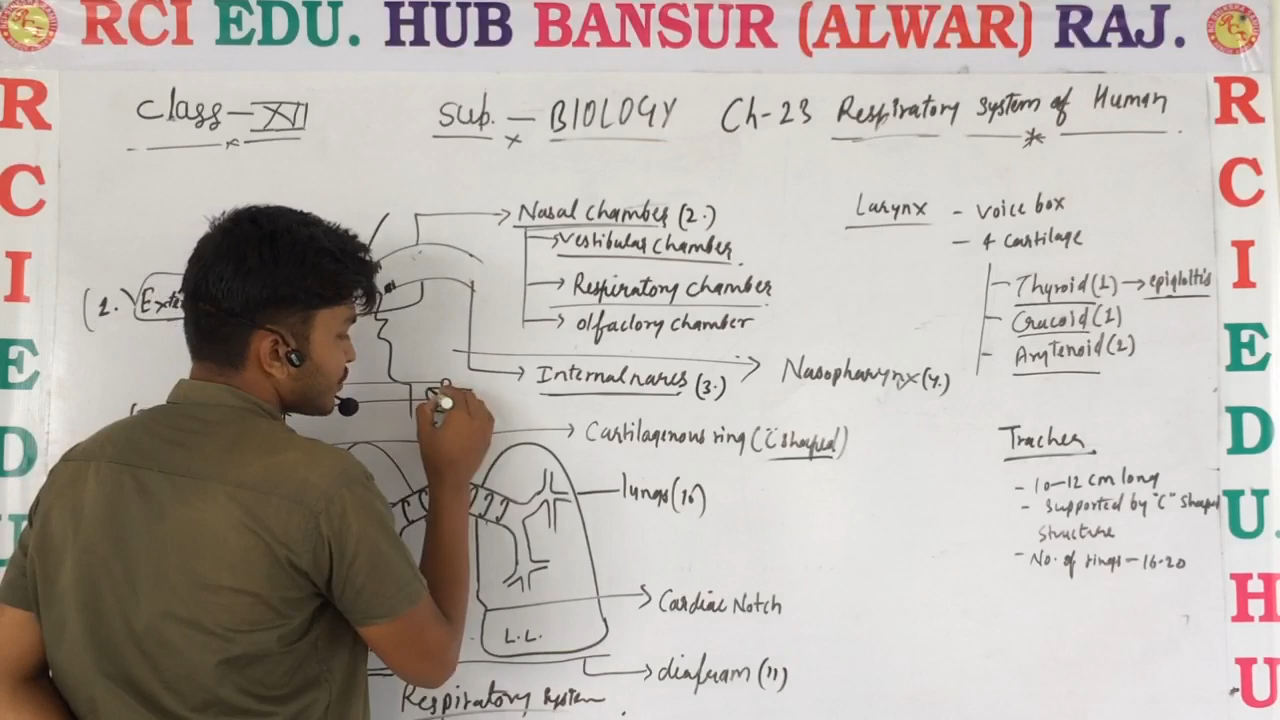 RCI EDU. HUB BANSUR (ALWAR) RAJ.
R
C
I
E
D
U
Class - XII
Sub. - BIOLOGY
Ch-23 Respiratory system of Human
Nasal chamber (2.)
Vestibular chamber
Respiratory chamber
olfactory chamber
(1.)
Internal nares (3.)
Nasopharynx (4.)
Cartilagenous ring ("C" shaped)
lungs (10)
Cardiac Notch
L.L.
diafram (11)
Respiratory System
Larynx - Voice box
- 4 cartilage
Thyroid (1) → epiglottis
Crucoid (1)
Arytenoid (2)
Trachea
- 10-12 cm long
- Supported by "C" shaped
structure
- No. of rings - 16-20
R
C
I
E
D
U.
H
U